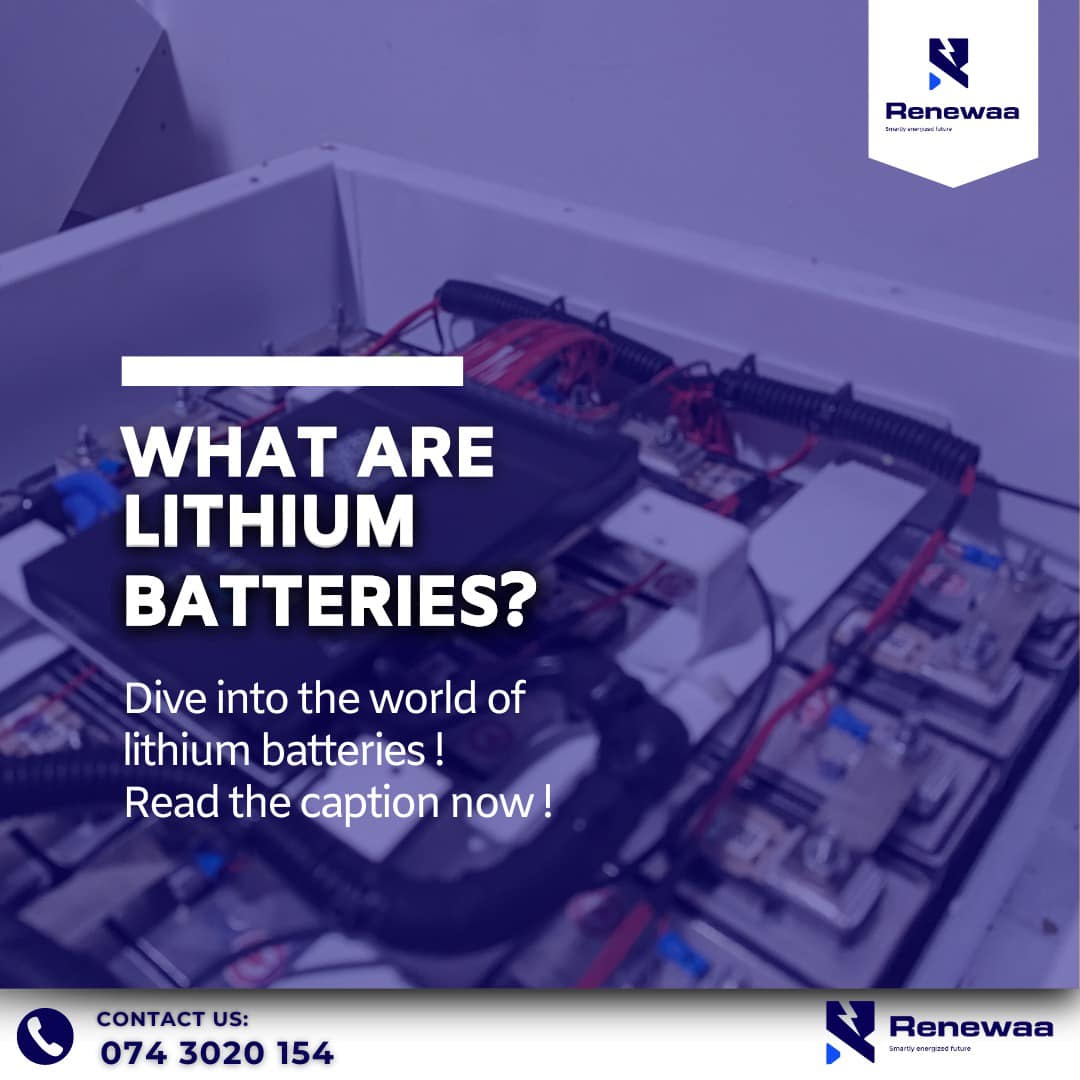 Renewaa
Smartly energized future
WHAT ARE
LITHIUM
BATTERIES?
Dive into the world of
lithium batteries !
Read the caption now !
CONTACT US:
074 3020 154
Renewaa
Smartly energized future